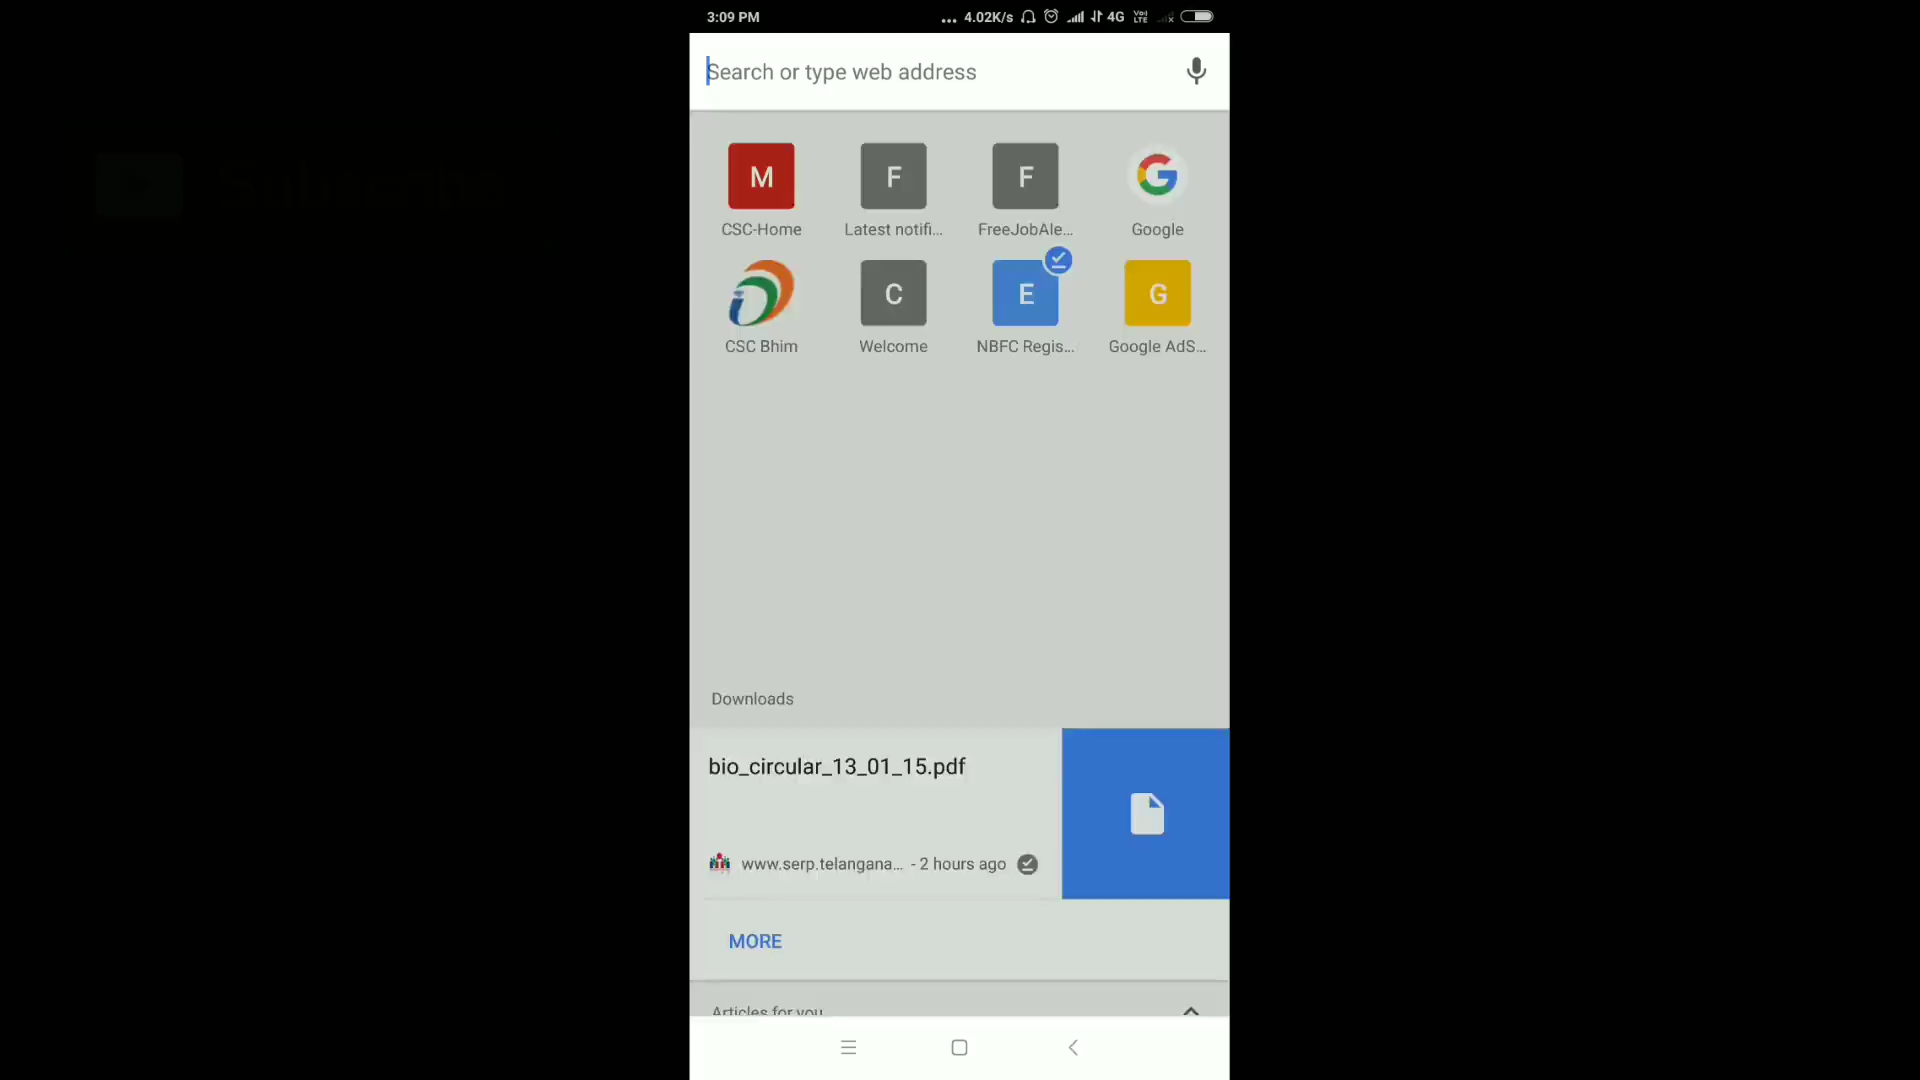 3:09 PM ... 4.02K/s 4G VoLTE
Search or type web address
M F F
CSC-Home Latest notifi... FreeJobAle... Google
C E G
CSC Bhim Welcome NBFC Regis... Google AdS...
Downloads
bio_circular_13_01_15.pdf
www.serp.telangana... - 2 hours ago
MORE
Articles for you